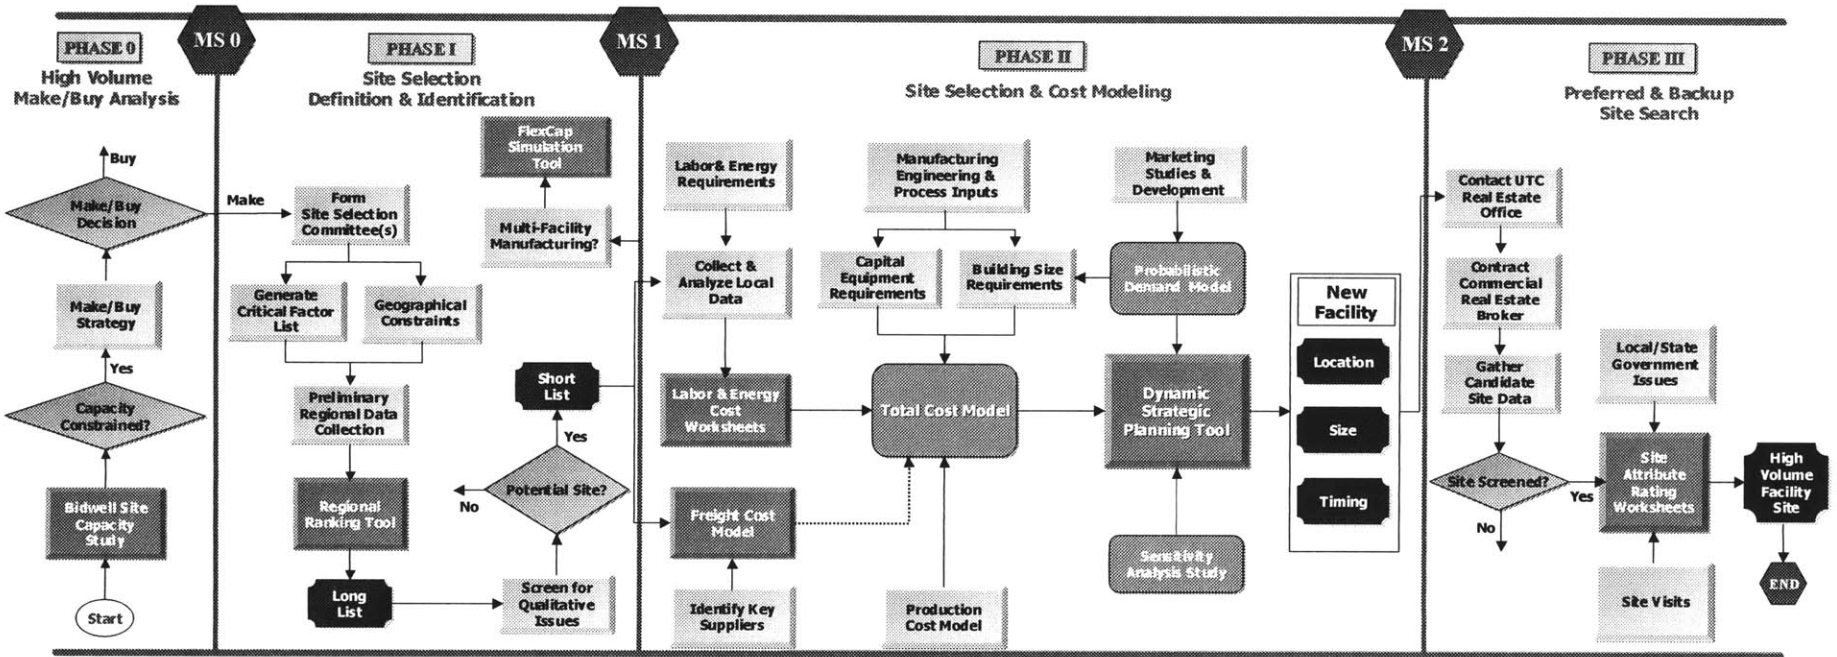 MS 0
MS 1
MS 2
PHASE 0
High Volume
Make/Buy Analysis
Buy
Make/Buy
Decision
Make/Buy
Strategy
Yes
Capacity
Constrained?
Bidwell Site
Capacity
Study
Start
PHASE I
Site Selection
Definition & Identification
Make
Form
Site Selection
Committee(s)
Generate
Critical Factor
List
Geographical
Constraints
Preliminary
Regional Data
Collection
Regional
Ranking Tool
Long
List
FlexCap
Simulation
Tool
Multi-Facility
Manufacturing?
Short
List
Yes
Potential Site?
No
Screen for
Qualitative
Issues
PHASE II
Site Selection & Cost Modeling
Labor& Energy
Requirements
Collect &
Analyze Local
Data
Labor & Energy
Cost
Worksheets
Freight Cost
Model
Identify Key
Suppliers
Manufacturing
Engineering &
Process Inputs
Capital
Equipment
Requirements
Building Size
Requirements
Total Cost Model
Production
Cost Model
Marketing
Studies &
Development
Probabilistic
Demand Model
Dynamic
Strategic
Planning Tool
Sensitivity
Analysis Study
New
Facility
Location
Size
Timing
PHASE III
Preferred & Backup
Site Search
Contact UTC
Real Estate
Office
Contract
Commercial
Real Estate
Broker
Gather
Candidate
Site Data
Site Screened?
Yes
No
Local/State
Government
Issues
Site
Attribute
Rating
Worksheets
Site Visits
High
Volume
Facility
Site
END